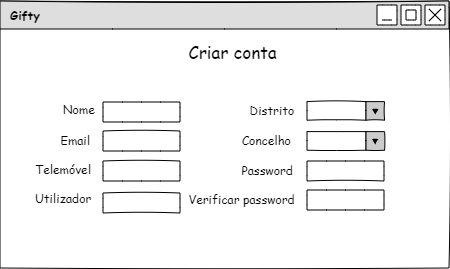 Gifty
Criar conta
Nome
Email
Telemóvel
Utilizador
Distrito
Concelho
Password
Verificar password